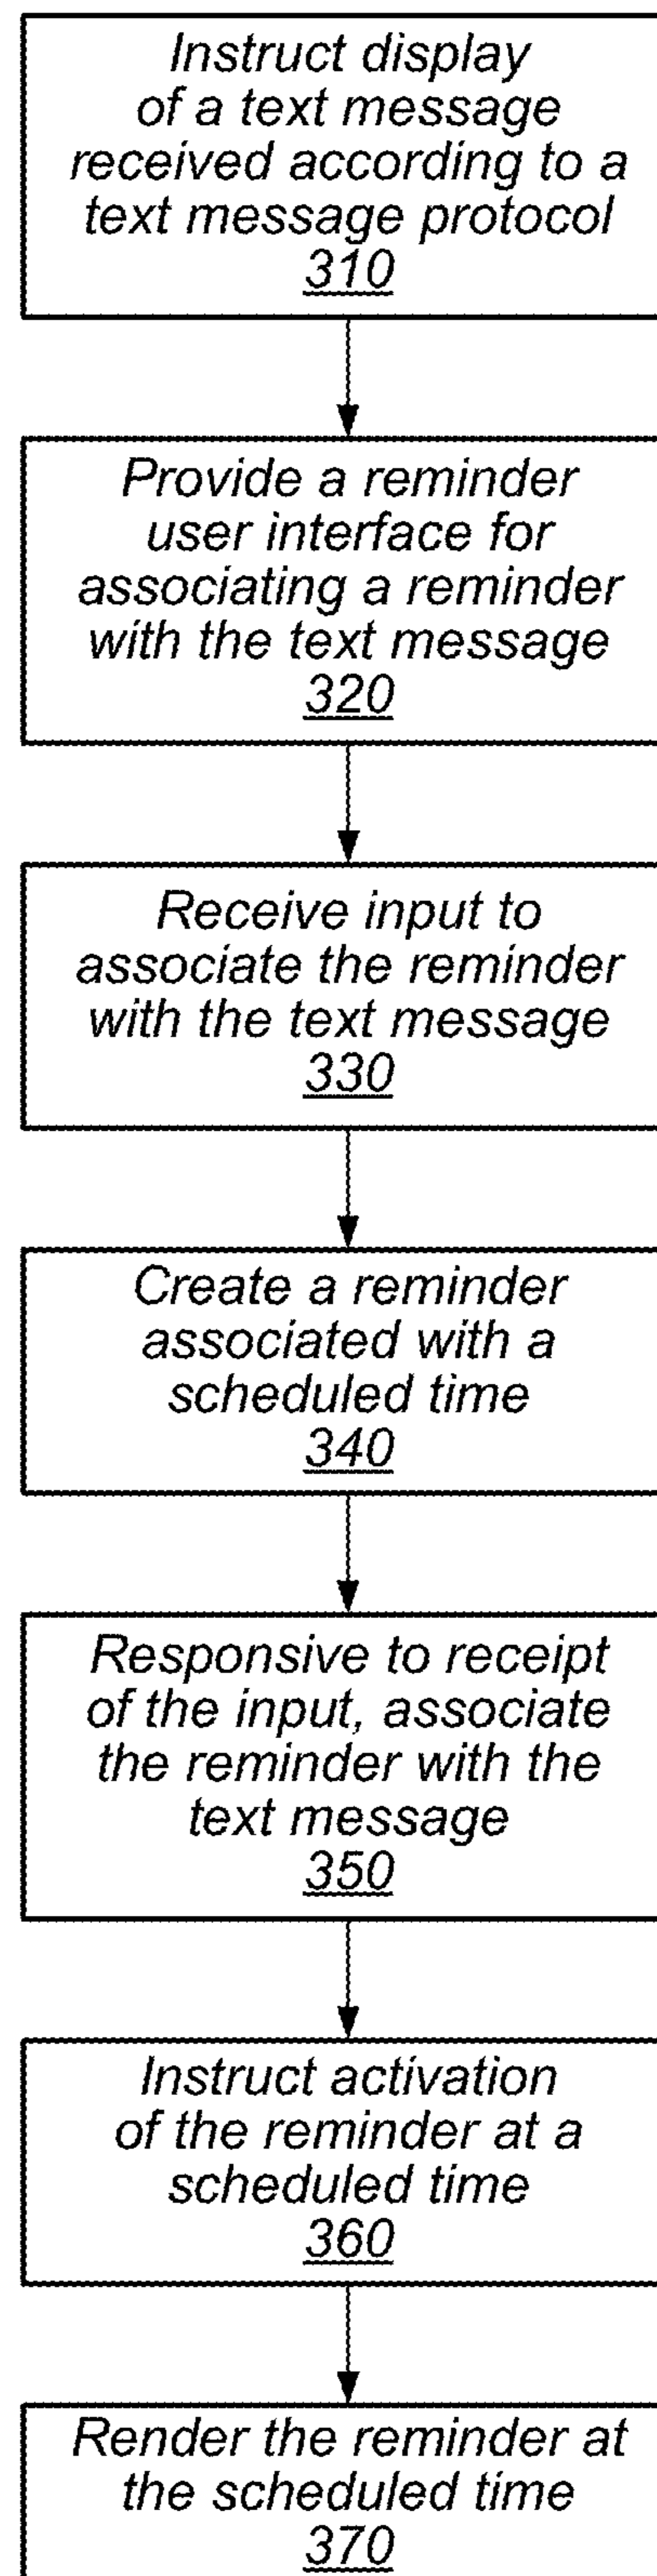 Instruct display
of a text message
received according to a
text message protocol
310
Provide a reminder
user interface for
associating a reminder
with the text message
320
Receive input to
associate the reminder
with the text message
330
Create a reminder
associated with a
scheduled time
340
Responsive to receipt
of the input, associate
the reminder with the
text message
350
Instruct activation
of the reminder at a
scheduled time
360
Render the reminder at
the scheduled time
370